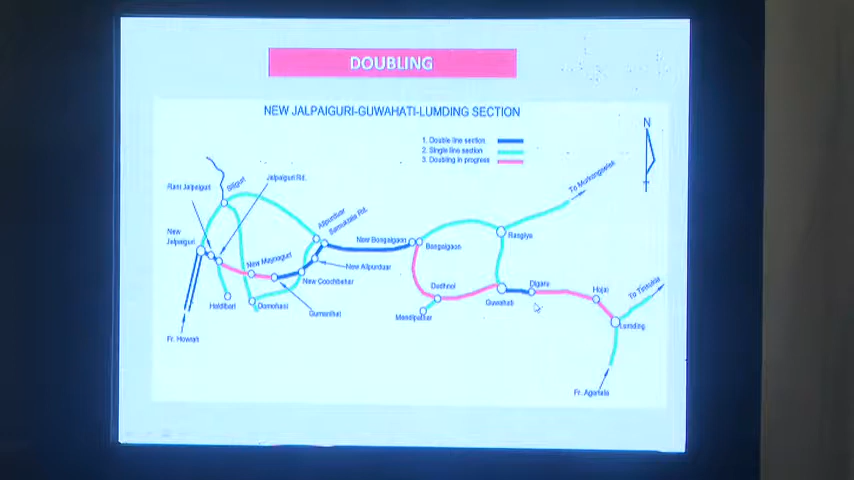 DOUBLING
NEW JALPAIGURI-GUWAHATI-LUMDING SECTION
N
1. Double line section
2. Single line section
3. Doubling in progress
To Murkongselek
Rani Jalpaiguri
Siliguri
Jalpaiguri Rd.
Alipurduar
Samuktala Rd.
New
Jalpaiguri
New Maynaguri
New Bongaigaon
Bongaigaon
Rangiya
New Alipurduar
New Coochbehar
Haldibari
Domohani
Gumanihat
Dudhnoi
Mendipathar
Guwahati
Digaru
Hojai
To Tinsukia
Lumding
Fr. Howrah
Fr. Agartala